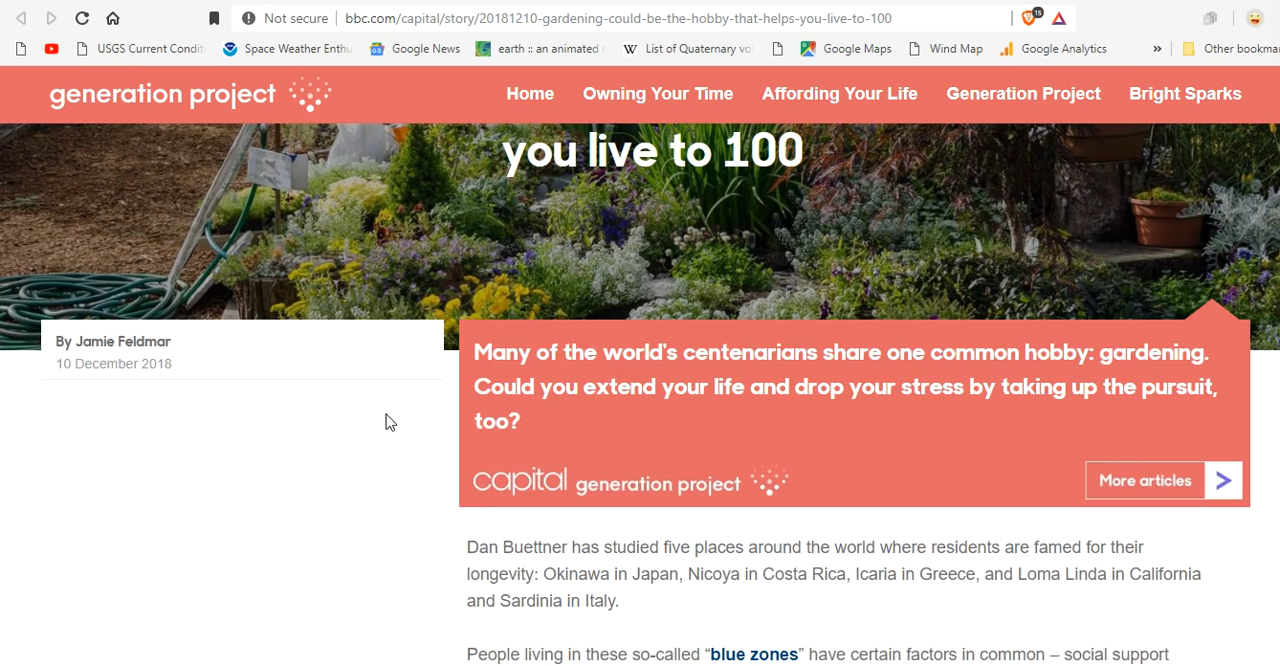 Not secure
bbc.com/capital/story/20181210-gardening-could-be-the-hobby-that-helps-you-live-to-100
15
USGS Current Condit
Space Weather Enthu
Google News
earth :: an animated
List of Quaternary vo
Google Maps
Wind Map
Google Analytics
»
Other bookma
generation project
Home
Owning Your Time
Affording Your Life
Generation Project
Bright Sparks
you live to 100
By Jamie Feldmar
10 December 2018
Many of the world's centenarians share one common hobby: gardening.
Could you extend your life and drop your stress by taking up the pursuit,
too?
capital generation project
More articles
Dan Buettner has studied five places around the world where residents are famed for their
longevity: Okinawa in Japan, Nicoya in Costa Rica, Icaria in Greece, and Loma Linda in California
and Sardinia in Italy.
People living in these so-called “blue zones” have certain factors in common – social support